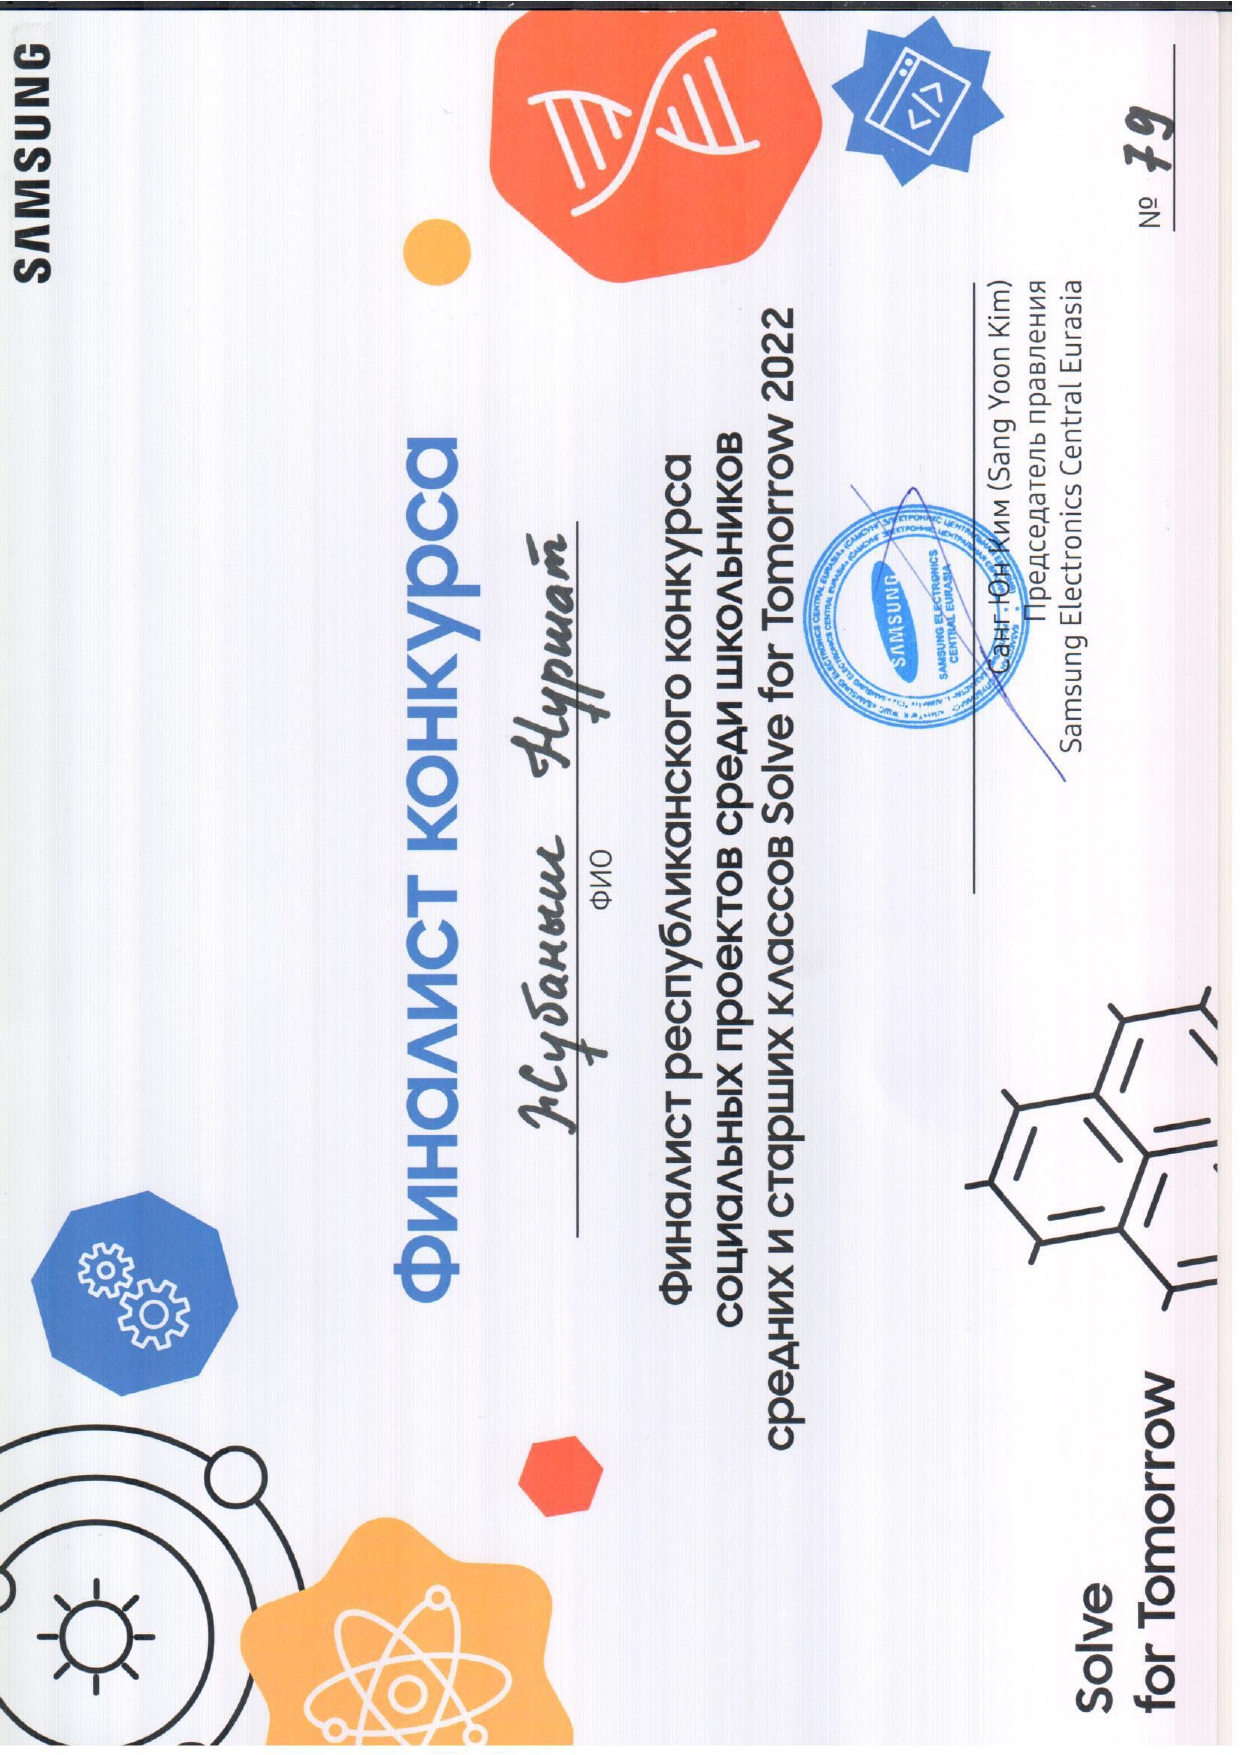 SAMSUNG
Финалист конкурса
Жубаныш Нуршат
ФИО
Финалист республиканского конкурса
социальных проектов среди школьников
средних и старших классов Solve for Tomorrow 2022
SAMSUNG
SAMSUNG ELECTRONICS
CENTRAL EURASIA
Санг Юн Ким (Sang Yoon Kim)
Председатель правления
Samsung Electronics Central Eurasia
Solve
for Tomorrow
№ 79